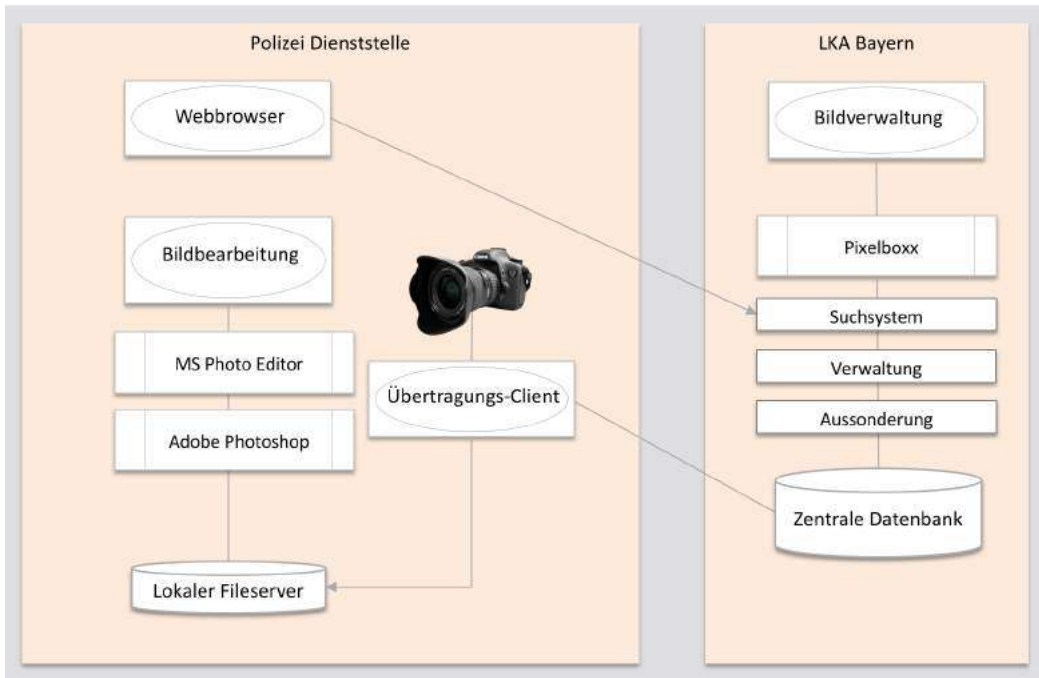 Polizei Dienststelle
Webbrowser
Bildbearbeitung
MS Photo Editor
Adobe Photoshop
Lokaler Fileserver
Übertragungs-Client
LKA Bayern
Bildverwaltung
Pixelboxx
Suchsystem
Verwaltung
Aussonderung
Zentrale Datenbank